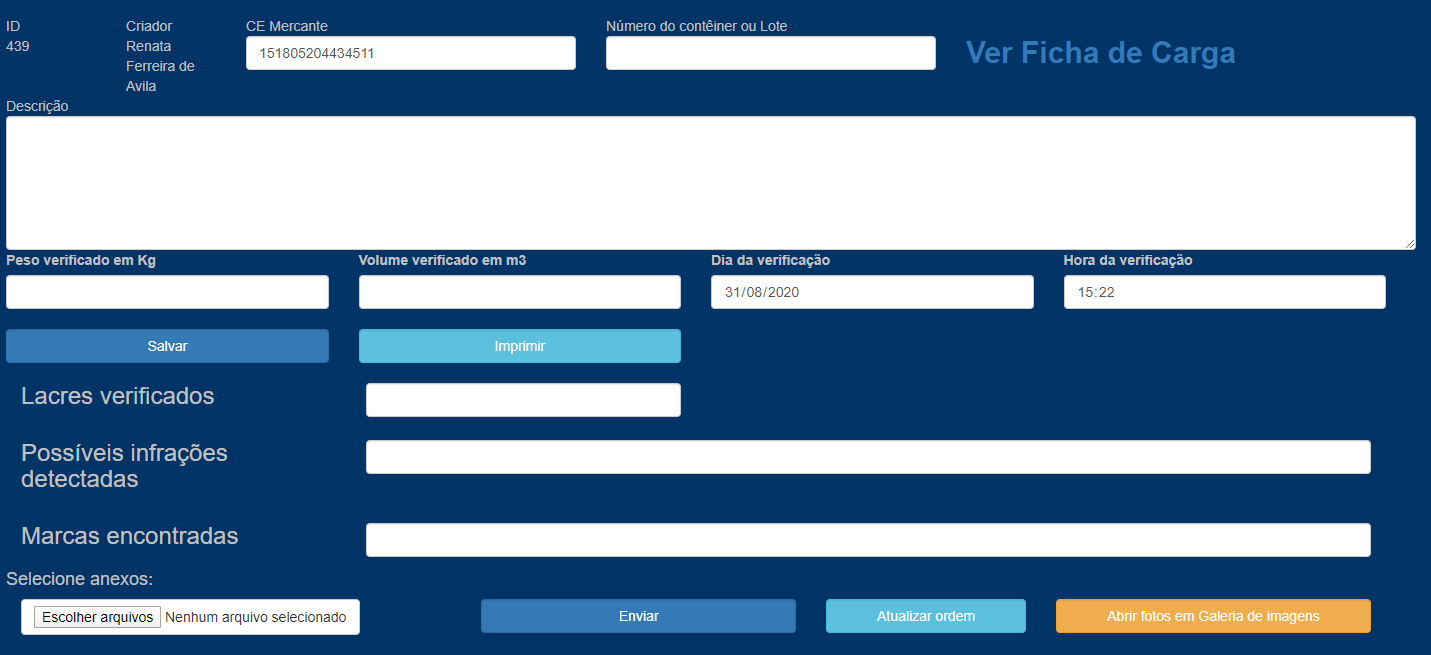 ID
439
Criador
Renata
Ferreira de
Avila
CE Mercante
151805204434511
Número do contêiner ou Lote
Ver Ficha de Carga
Descrição
Peso verificado em Kg
Volume verificado em m3
Dia da verificação
31/08/2020
Hora da verificação
15:22
Salvar
Imprimir
Lacres verificados
Possíveis infrações
detectadas
Marcas encontradas
Selecione anexos:
Escolher arquivos Nenhum arquivo selecionado
Enviar
Atualizar ordem
Abrir fotos em Galeria de imagens